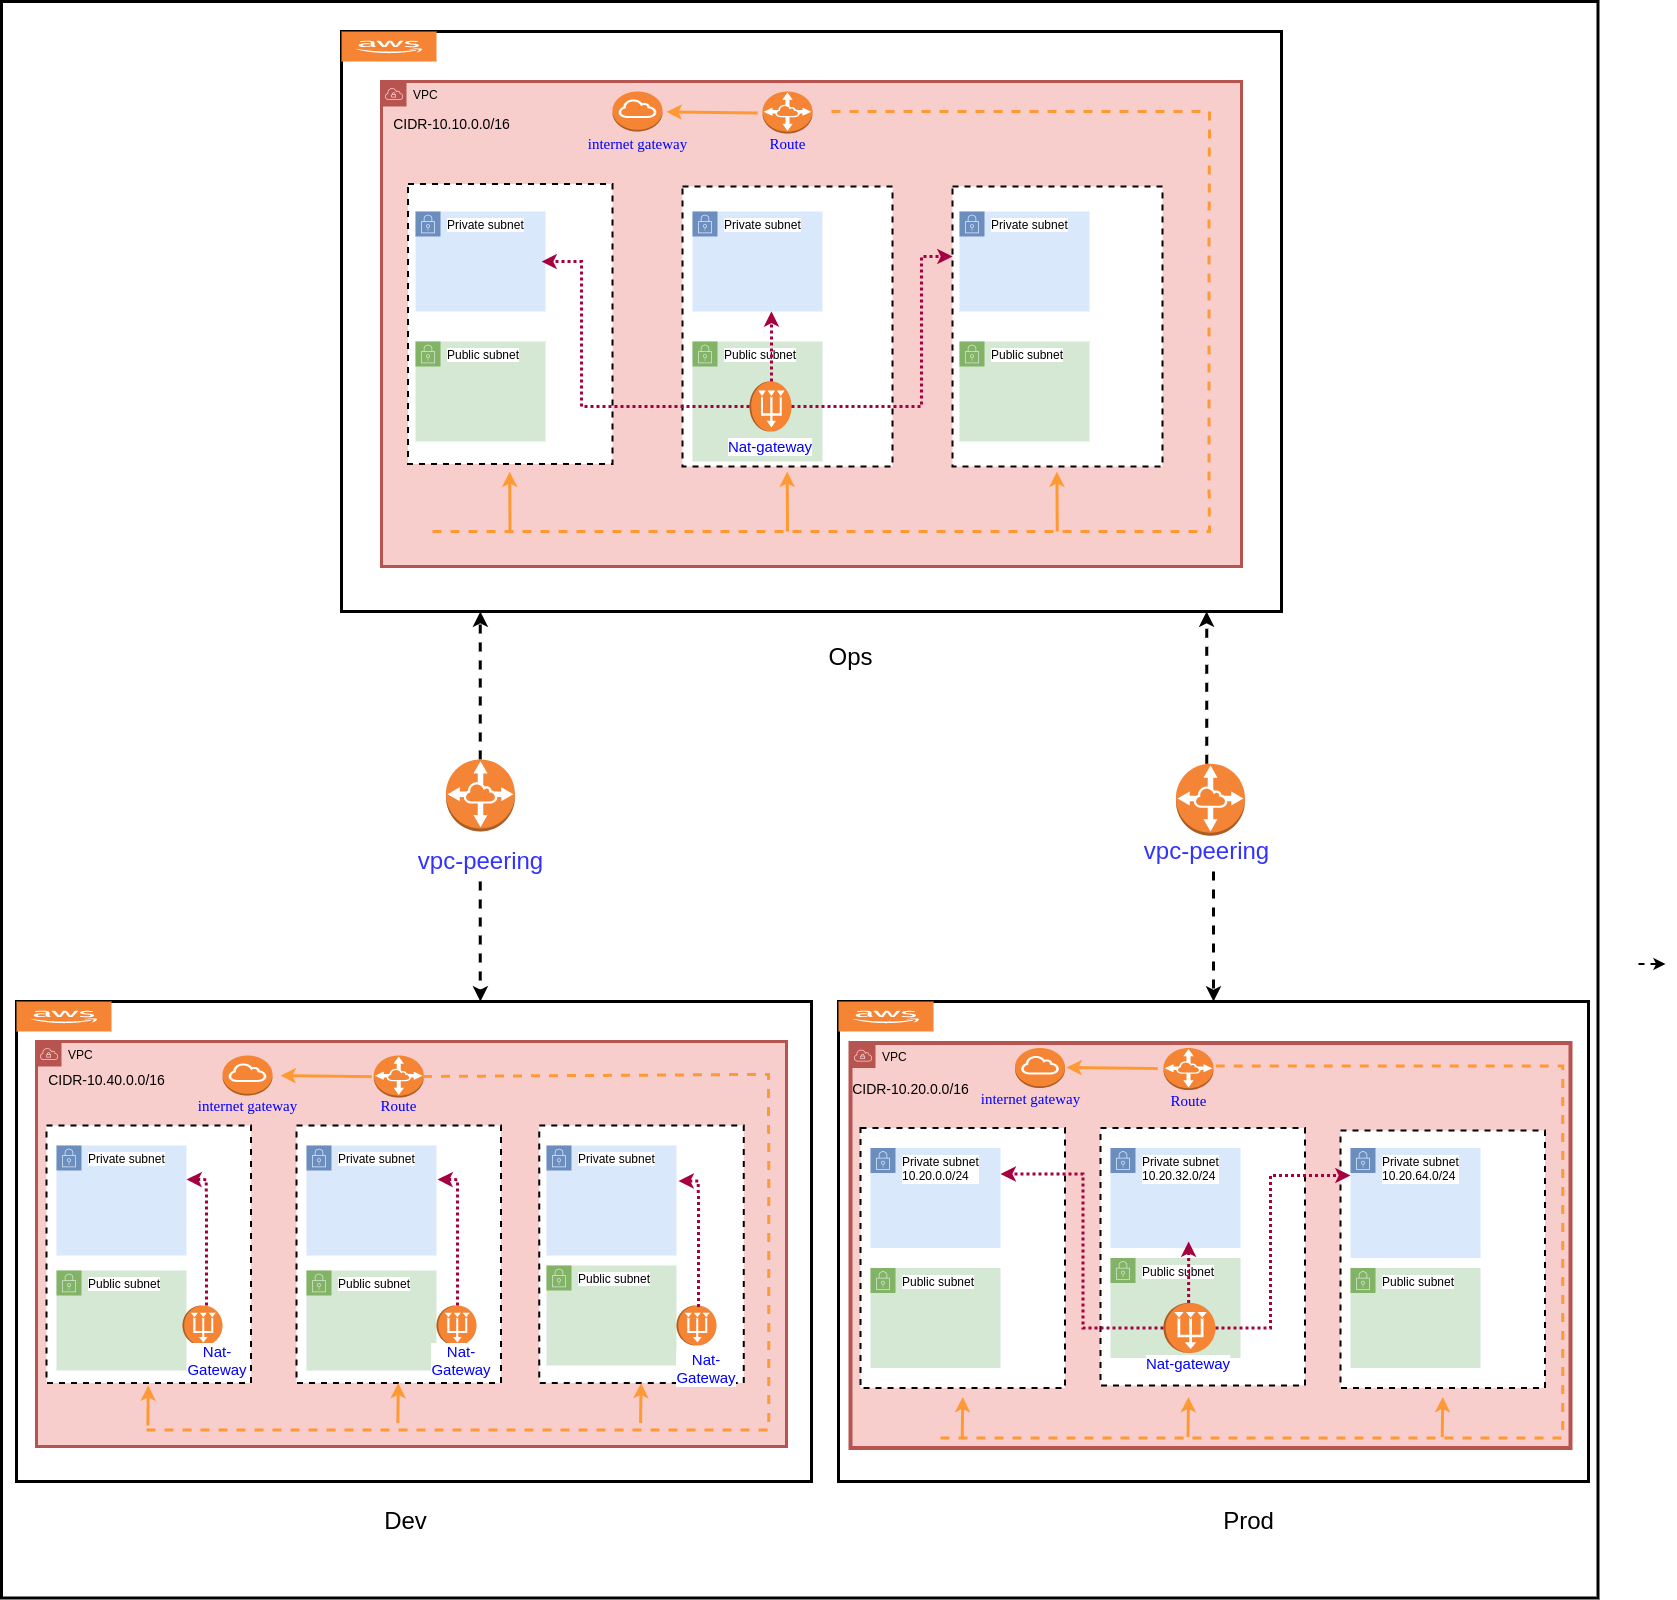 aws
VPC
CIDR-10.10.0.0/16
internet gateway
Route
Private subnet
Private subnet
Private subnet
Public subnet
Public subnet
Public subnet
Nat-gateway
Ops
vpc-peering
vpc-peering
aws
VPC
CIDR-10.40.0.0/16
internet gateway
Route
Private subnet
Private subnet
Private subnet
Public subnet
Public subnet
Public subnet
Nat-
Gateway
Nat-
Gateway
Nat-
Gateway
Dev
aws
VPC
CIDR-10.20.0.0/16
internet gateway
Route
Private subnet
10.20.0.0/24
Private subnet
10.20.32.0/24
Private subnet
10.20.64.0/24
Public subnet
Public subnet
Public subnet
Nat-gateway
Prod